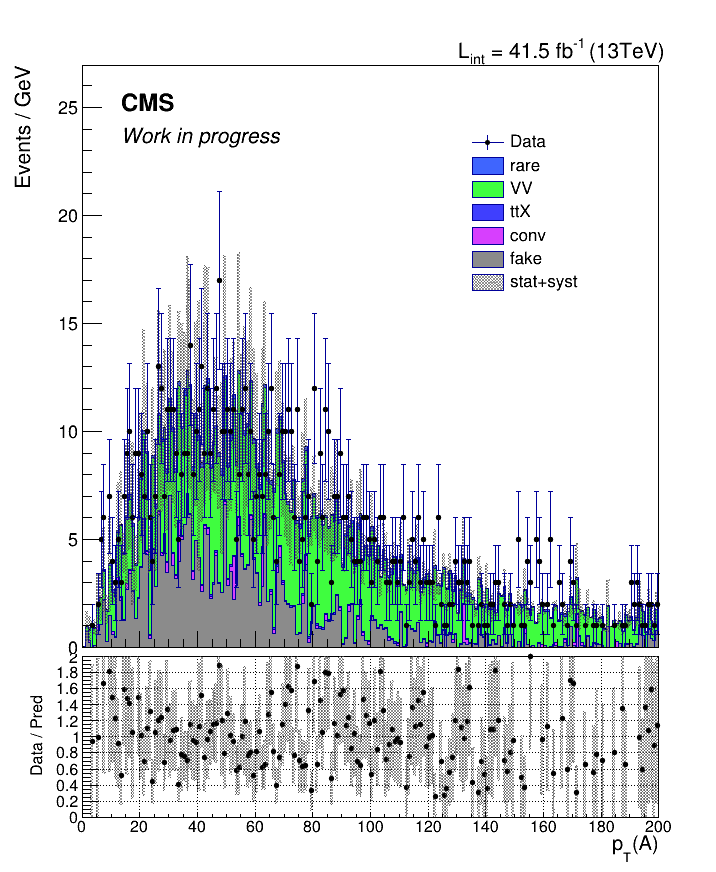 L_int = 41.5 fb^-1 (13TeV)
Events / GeV
CMS
Work in progress
25
20
15
10
5
0
Data
rare
VV
ttX
conv
fake
stat+syst
Data / Pred
2
1.8
1.6
1.4
1.2
1
0.8
0.6
0.4
0.2
0
0 20 40 60 80 100 120 140 160 180 200
p_T(A)